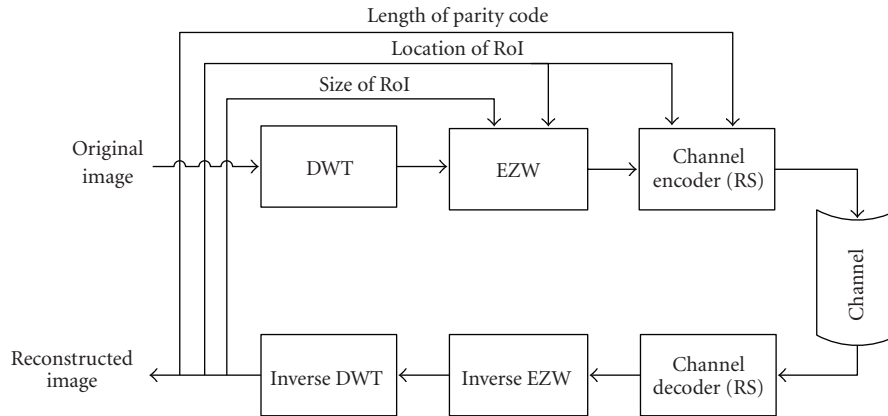 Length of parity code
Location of RoI
Size of RoI
Original
image
DWT
EZW
Channel
encoder (RS)
Channel
Reconstructed
image
Inverse DWT
Inverse EZW
Channel
decoder (RS)